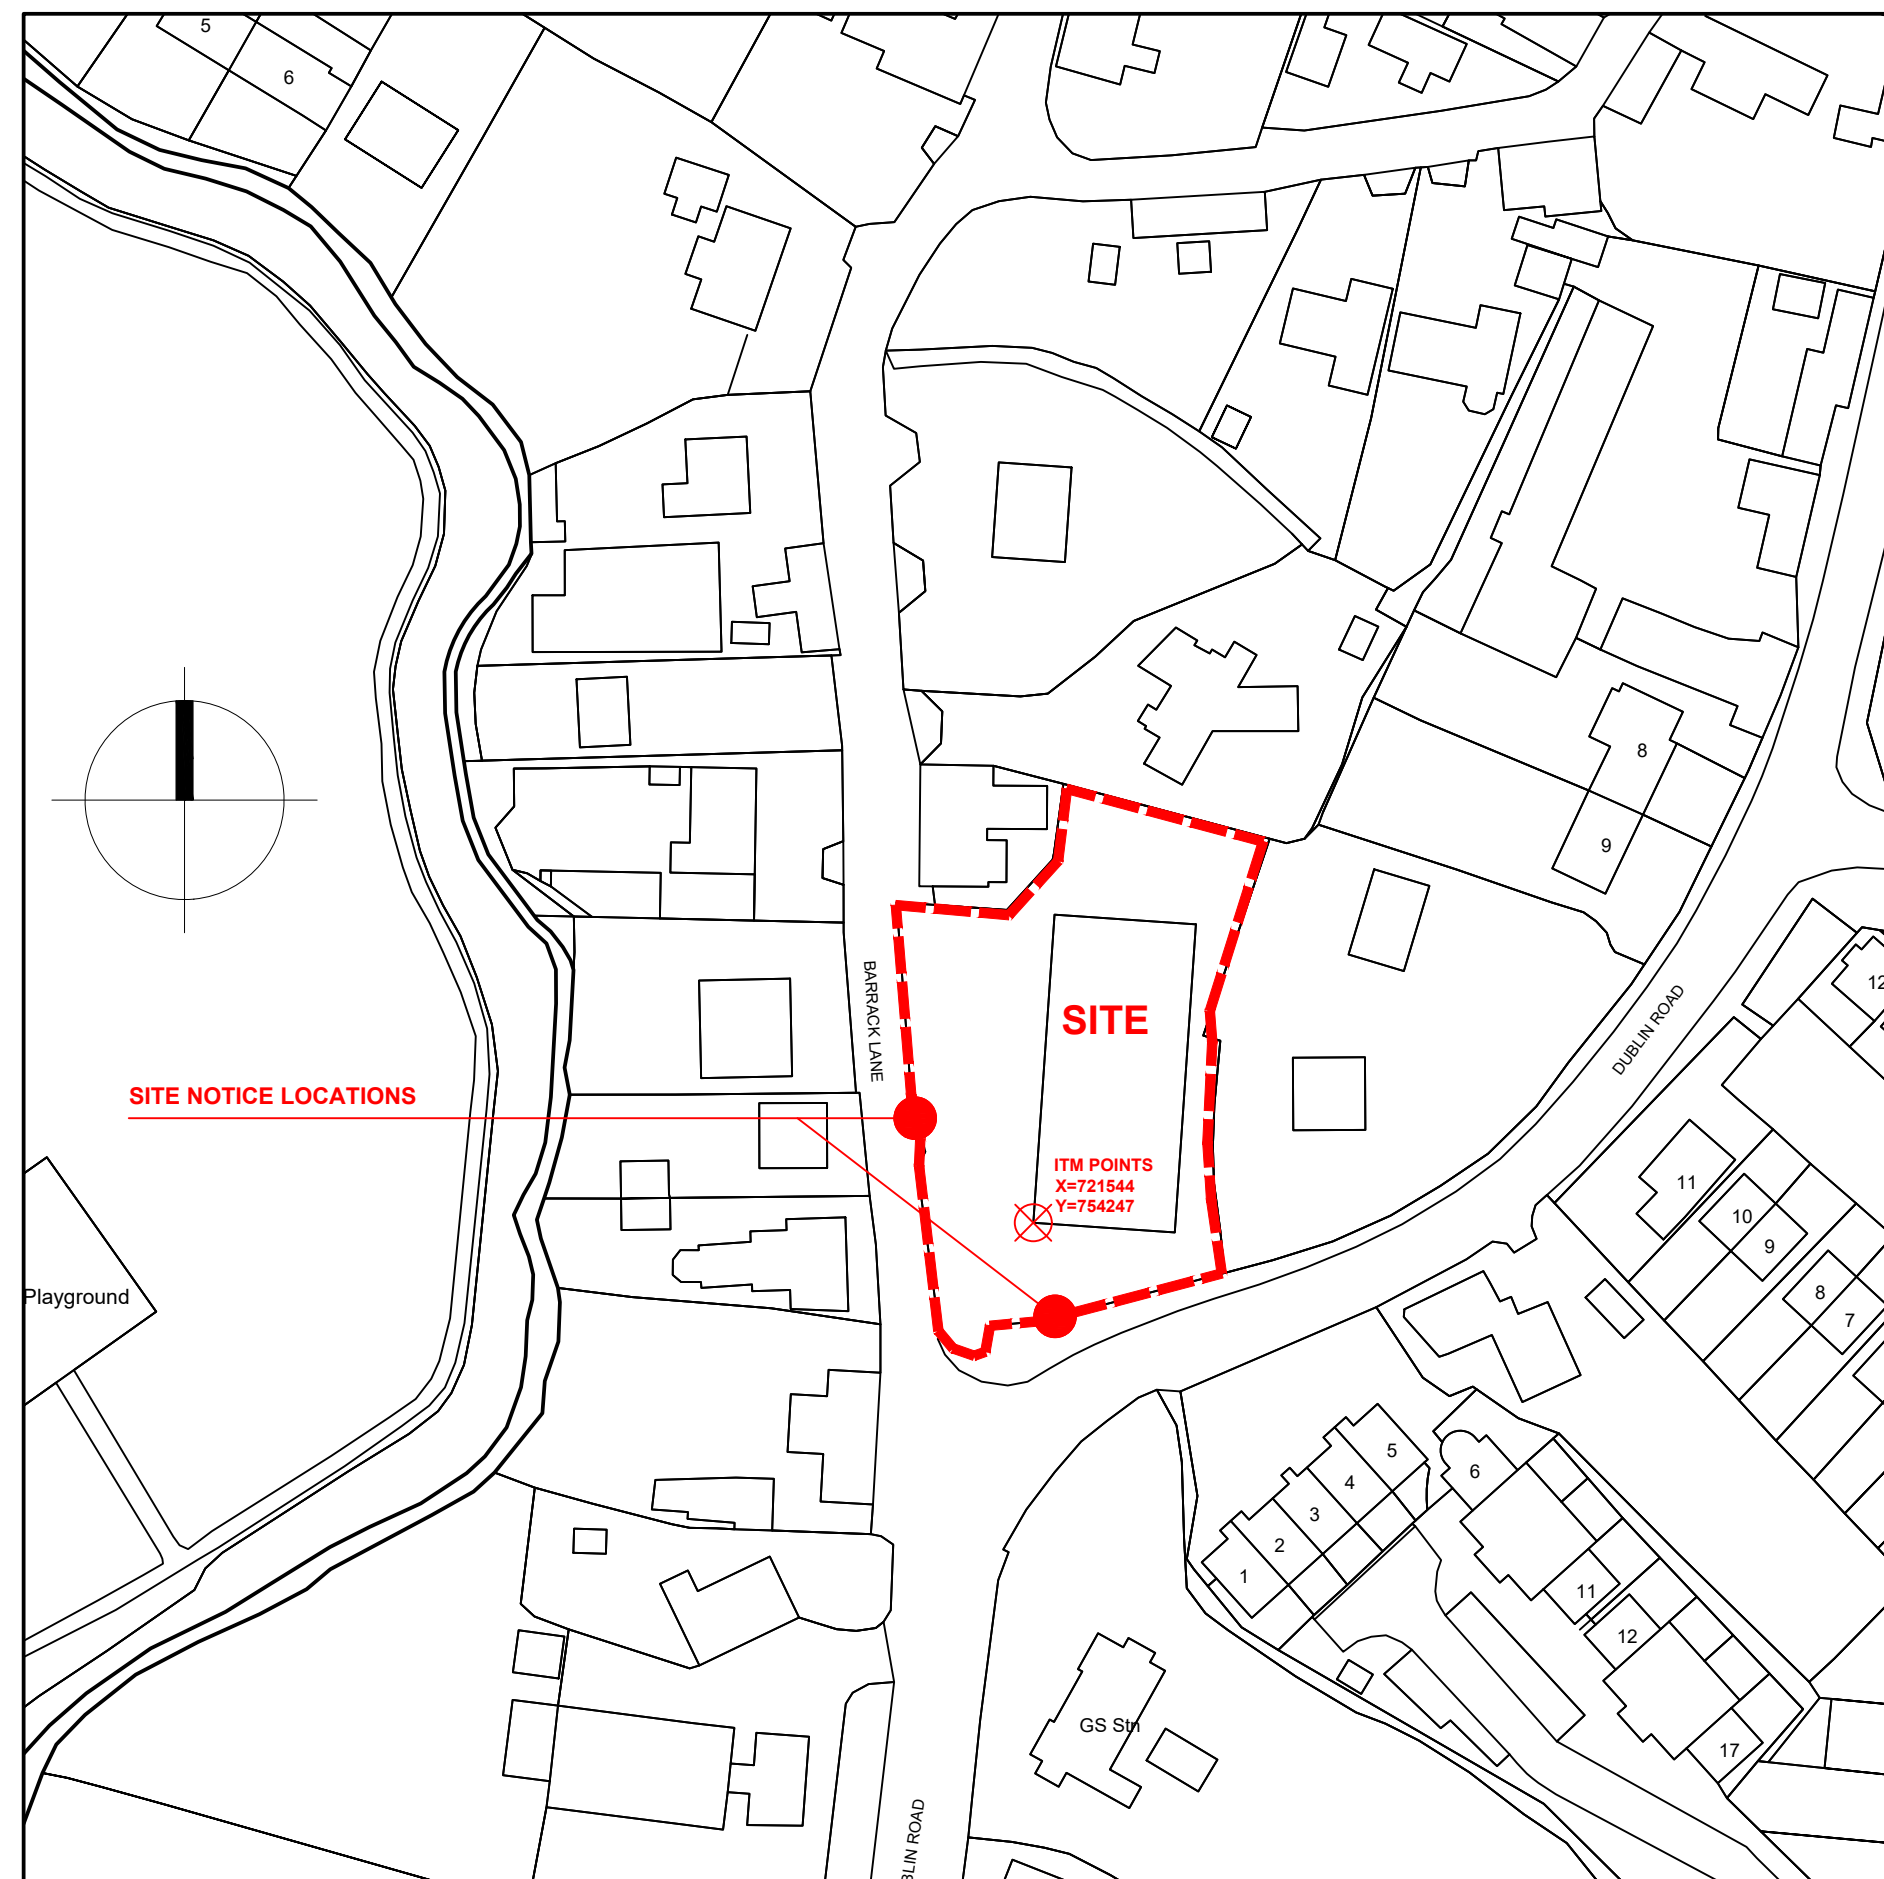 5
6
8
9
12
BARRACK LANE
SITE
DUBLIN ROAD
SITE NOTICE LOCATIONS
ITM POINTS
X=721544
Y=754247
11
10
9
8
7
Playground
5
4
3
2
1
6
11
12
17
GS Stn
BLIN ROAD